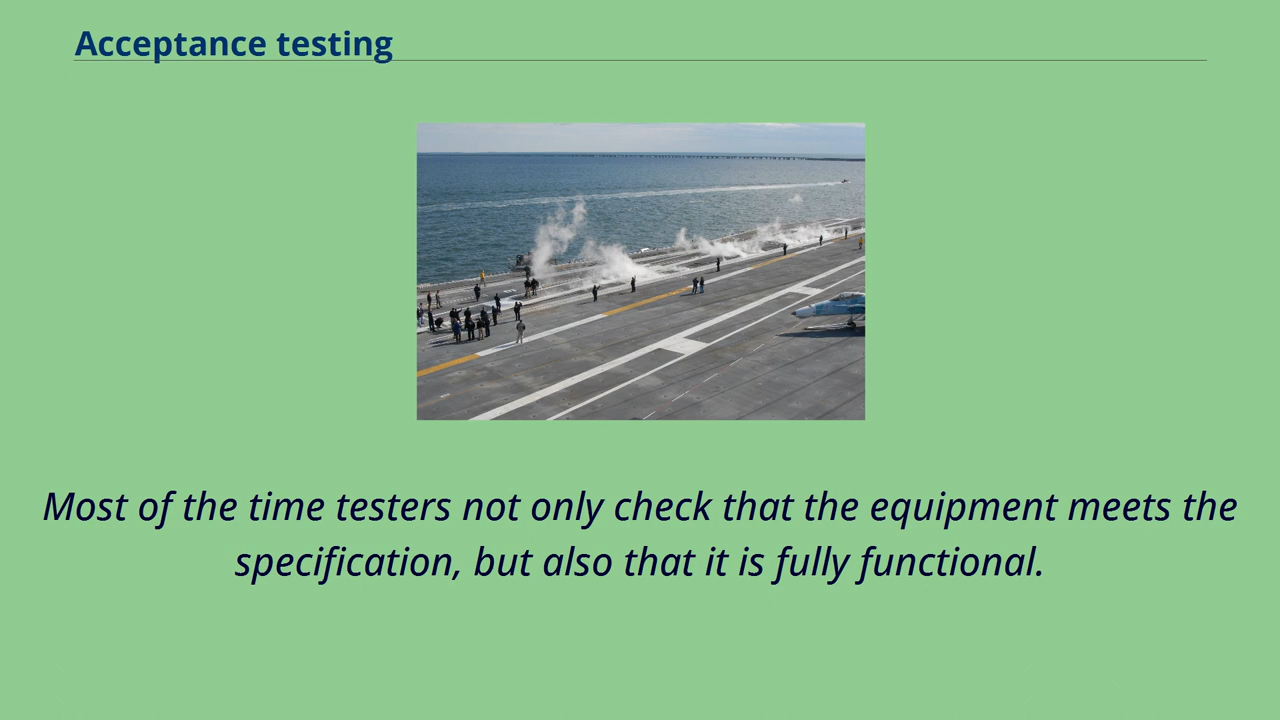 Acceptance testing
Most of the time testers not only check that the equipment meets the
specification, but also that it is fully functional.